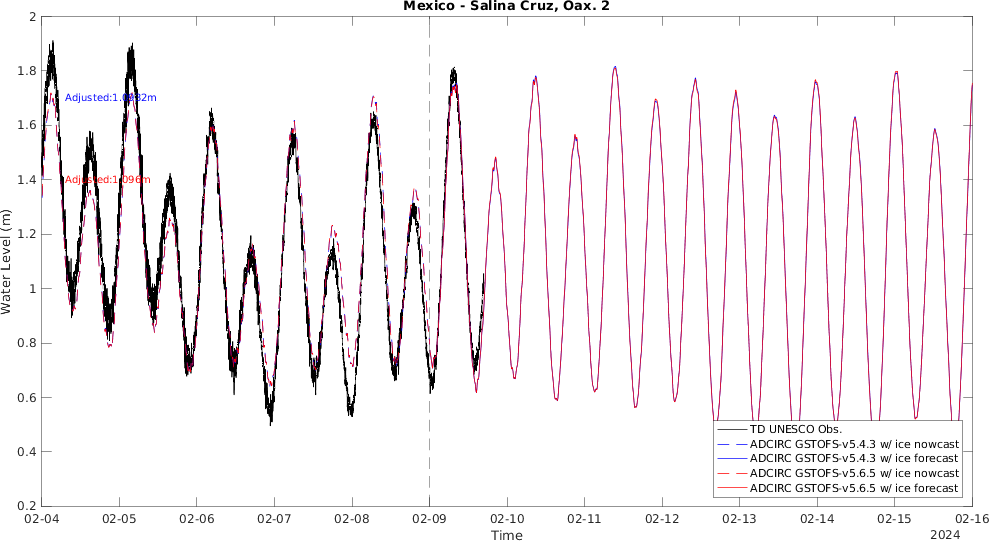 Mexico - Salina Cruz, Oax. 2
Water Level (m)
2
1.8
1.6
1.4
1.2
1
0.8
0.6
0.4
0.2
Adjusted:1.0982m
Adjusted:1.096m
TD UNESCO Obs.
ADCIRC GSTOFS-v5.4.3 w/ ice nowcast
ADCIRC GSTOFS-v5.4.3 w/ ice forecast
ADCIRC GSTOFS-v5.6.5 w/ ice nowcast
ADCIRC GSTOFS-v5.6.5 w/ ice forecast
02-04 02-05 02-06 02-07 02-08 02-09 02-10 02-11 02-12 02-13 02-14 02-15 02-16
Time
2024